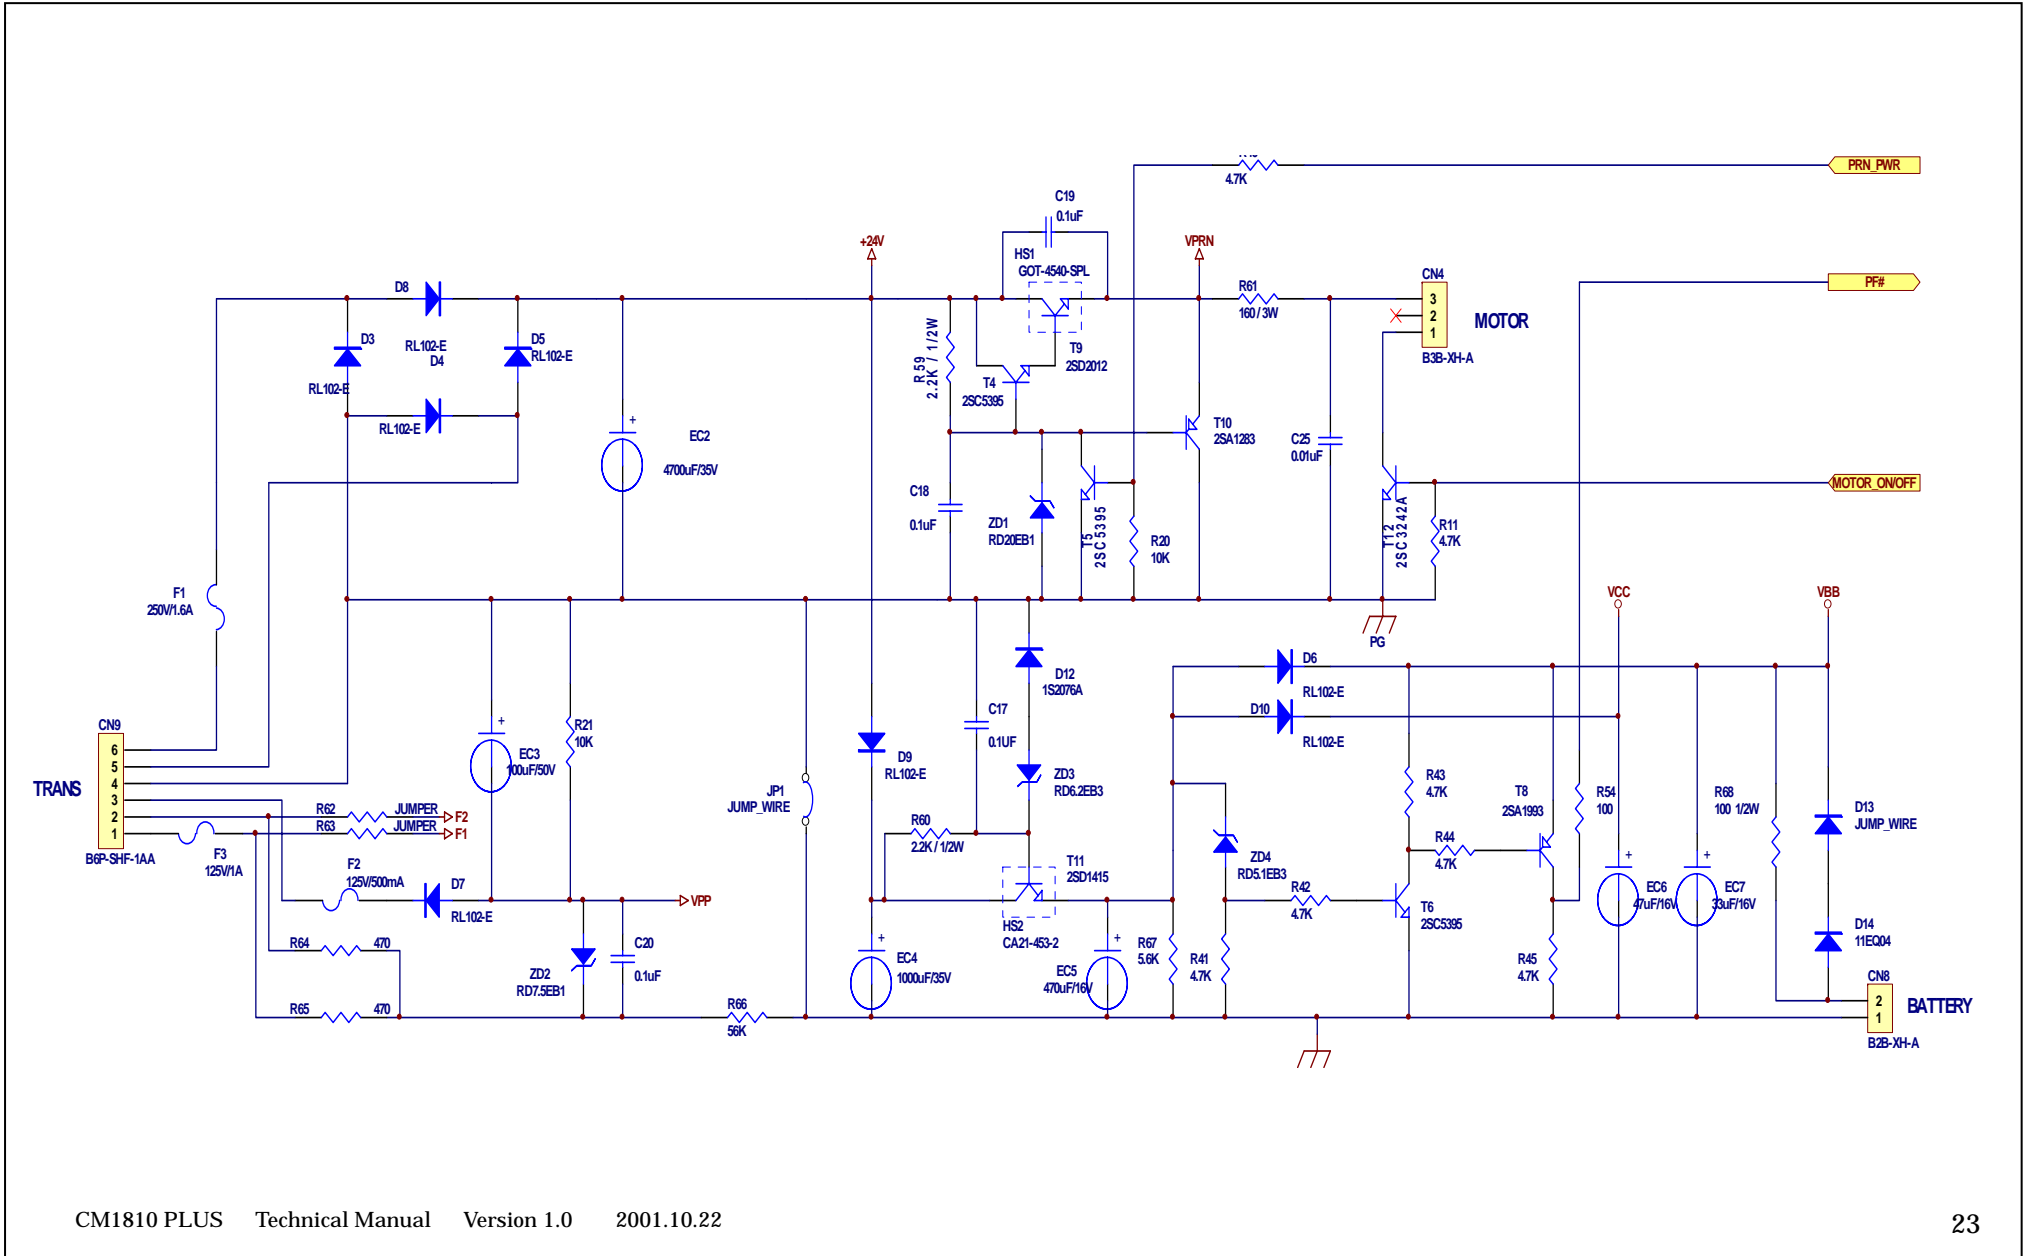 PRN_PWR
4.7K
C19
0.1uF
+24V
VPRN
HS1
GOT-4540-SPL
CN4
PF#
D8
R61
160 / 3W
3
2
1
MOTOR
D3
RL102-E
D4
D5
RL102-E
RL102-E
R 59
2.2K / 1/2W
T9
2SD2012
B3B-XH-A
T4
2SC5395
RL102-E
EC2
4700uF/35V
+
T10
2SA1283
C25
0.01uF
C18
0.1uF
ZD1
RD20EB1
T5
2SC5395
R20
10K
T12
2SC3242A
R11
4.7K
MOTOR_ON/OFF
F1
250V/1.6A
VCC
VBB
PG
D12
1S2076A
D6
RL102-E
D10
RL102-E
CN9
6
5
4
3
2
1
TRANS
B6P-SHF-1AA
+
EC3
100uF/50V
R21
10K
C17
0.1UF
D9
RL102-E
ZD3
RD6.2EB3
JP1
JUMP_WIRE
R43
4.7K
T8
2SA1993
R54
100
R68
100 1/2W
D13
JUMP_WIRE
R62
JUMPER
F2
R63
JUMPER
F1
F3
125V/1A
R60
2.2K / 1/2W
T11
2SD1415
ZD4
RD5.1EB3
R44
4.7K
F2
125V/500mA
D7
RL102-E
VPP
R42
4.7K
T6
2SC5395
+
EC6
47uF/16V
+
EC7
33uF/16V
HS2
CA21-453-2
R64
470
ZD2
RD7.5EB1
C20
0.1uF
+
EC4
1000uF/35V
+
EC5
470uF/16V
R67
5.6K
R41
4.7K
R45
4.7K
D14
11EQ04
CN8
2
1
BATTERY
B2B-XH-A
R65
470
R66
56K
CM1810 PLUS Technical Manual Version 1.0 2001.10.22
23